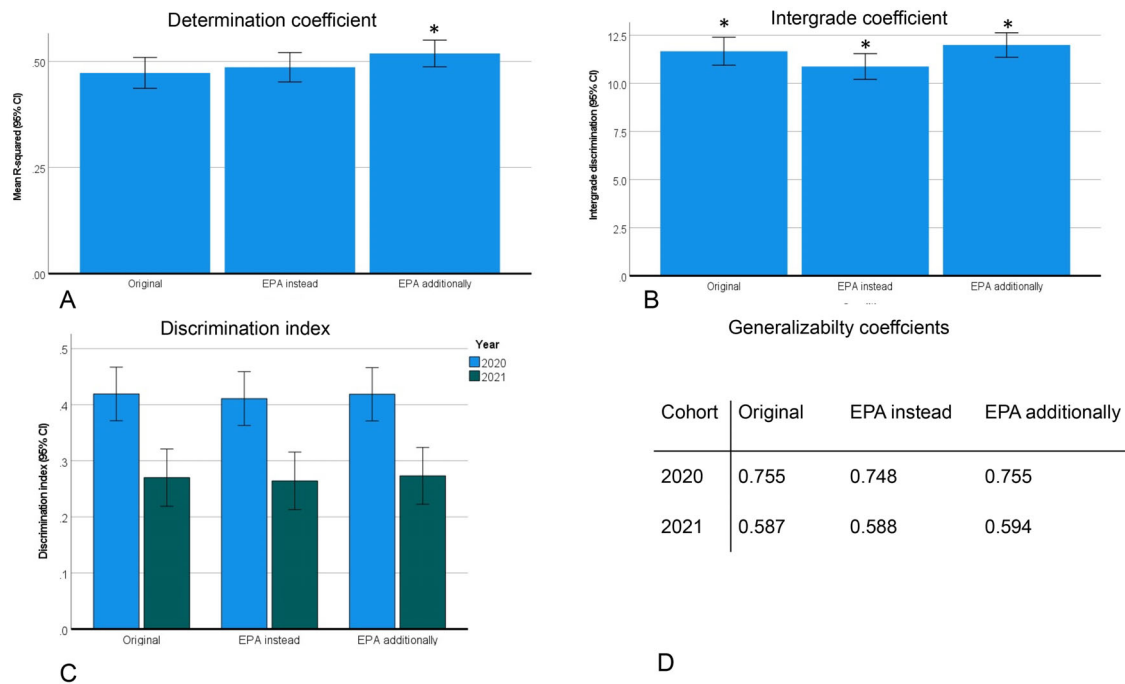 Determination coefficient
*
.50
.25
.00
Mean R-squared (95% CI)
Original EPA instead EPA additionally
A
Intergrade coefficient
* * *
12.5
10.0
7.5
5.0
2.5
.0
Intergrade discrimination (95% CI)
Original EPA instead EPA additionally
B
Discrimination index
Year
2020
2021
.5
.4
.3
.2
.1
.0
Discrimination index (95% CI)
Original EPA instead EPA additionally
C
Generalizabilty coeffcients
Cohort Original EPA instead EPA additionally
2020 0.755 0.748 0.755
2021 0.587 0.588 0.594
D